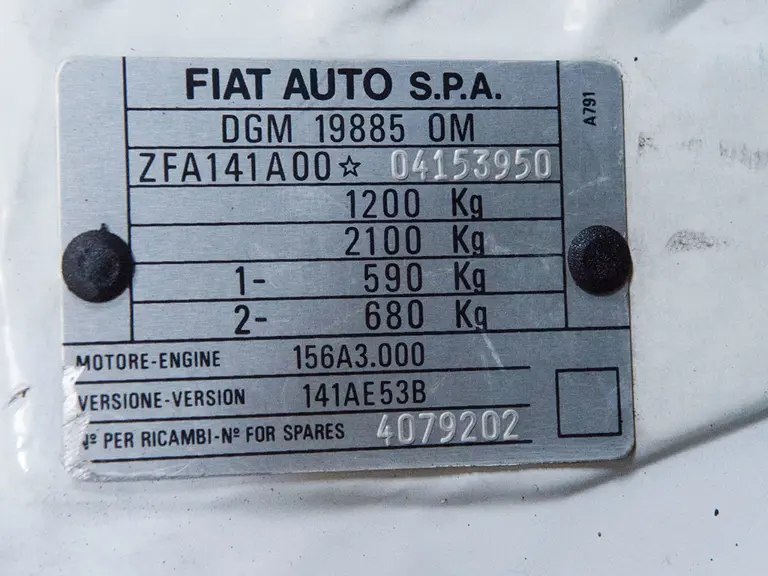 FIAT AUTO S.P.A.
A791
DGM 19885 OM
ZFA141A00☆ 04153950
1200 Kg
2100 Kg
1- 590 Kg
2- 680 Kg
MOTORE-ENGINE 156A3.000
VERSIONE-VERSION 141AE53B
Nº PER RICAMBI-Nº FOR SPARES 4079202